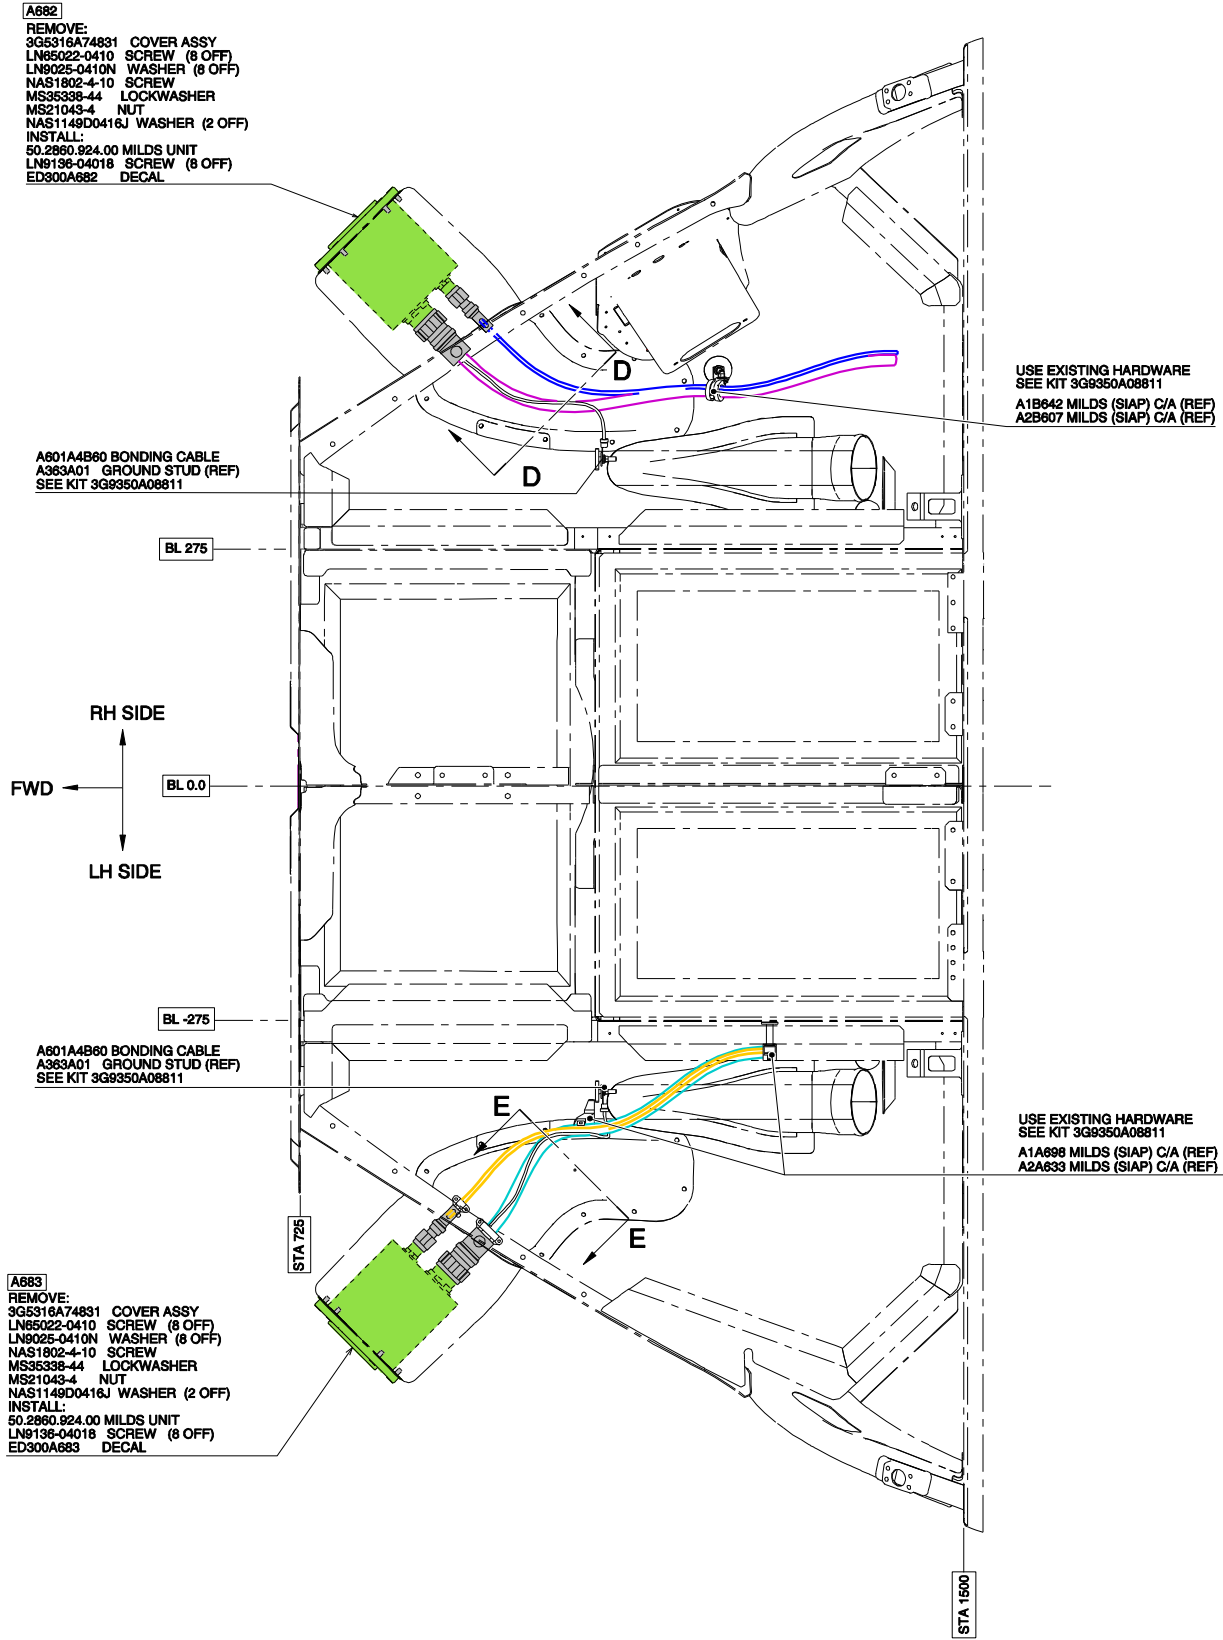 A682
REMOVE:
3G5316A74831 COVER ASSY
LN65022-0410 SCREW (8 OFF)
LN9025-0410N WASHER (8 OFF)
NAS1802-4-10 SCREW
MS35338-44 LOCKWASHER
MS21043-4 NUT
NAS1149D0416J WASHER (2 OFF)
INSTALL:
50.2860.924.00 MILDS UNIT
LN9136-04018 SCREW (8 OFF)
ED300A682 DECAL
D
USE EXISTING HARDWARE
SEE KIT 3G9350A08811
A1B642 MILDS (SIAP) C/A (REF)
A2B607 MILDS (SIAP) C/A (REF)
A601A4B60 BONDING CABLE
A363A01 GROUND STUD (REF)
SEE KIT 3G9350A08811
D
BL 275
RH SIDE
FWD
BL 0.0
LH SIDE
BL -275
A601A4B60 BONDING CABLE
A363A01 GROUND STUD (REF)
SEE KIT 3G9350A08811
E
USE EXISTING HARDWARE
SEE KIT 3G9350A08811
A1A698 MILDS (SIAP) C/A (REF)
A2A633 MILDS (SIAP) C/A (REF)
STA 725
E
A683
REMOVE:
3G5316A74831 COVER ASSY
LN65022-0410 SCREW (8 OFF)
LN9025-0410N WASHER (8 OFF)
NAS1802-4-10 SCREW
MS35338-44 LOCKWASHER
MS21043-4 NUT
NAS1149D0416J WASHER (2 OFF)
INSTALL:
50.2860.924.00 MILDS UNIT
LN9136-04018 SCREW (8 OFF)
ED300A683 DECAL
STA 1500